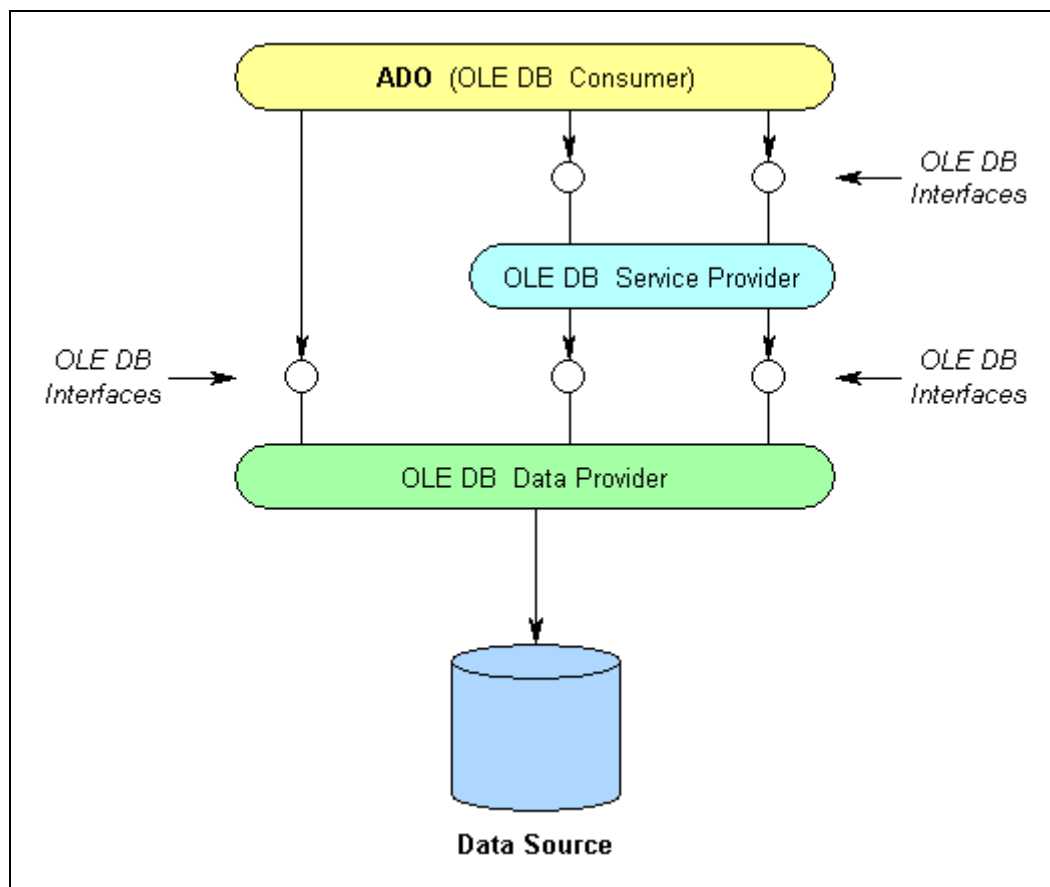 ADO (OLE DB Consumer)
OLE DB
Interfaces
OLE DB Service Provider
OLE DB
Interfaces
OLE DB
Interfaces
OLE DB Data Provider
Data Source